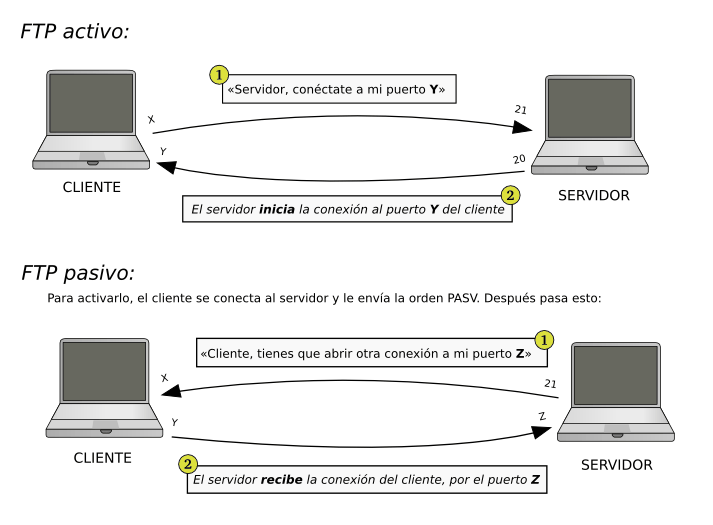 FTP activo:
1
«Servidor, conéctate a mi puerto Y»
X
21
Y
20
CLIENTE
SERVIDOR
2
El servidor inicia la conexión al puerto Y del cliente
FTP pasivo:
Para activarlo, el cliente se conecta al servidor y le envía la orden PASV. Después pasa esto:
1
«Cliente, tienes que abrir otra conexión a mi puerto Z»
X
21
Y
Z
CLIENTE
SERVIDOR
2
El servidor recibe la conexión del cliente, por el puerto Z